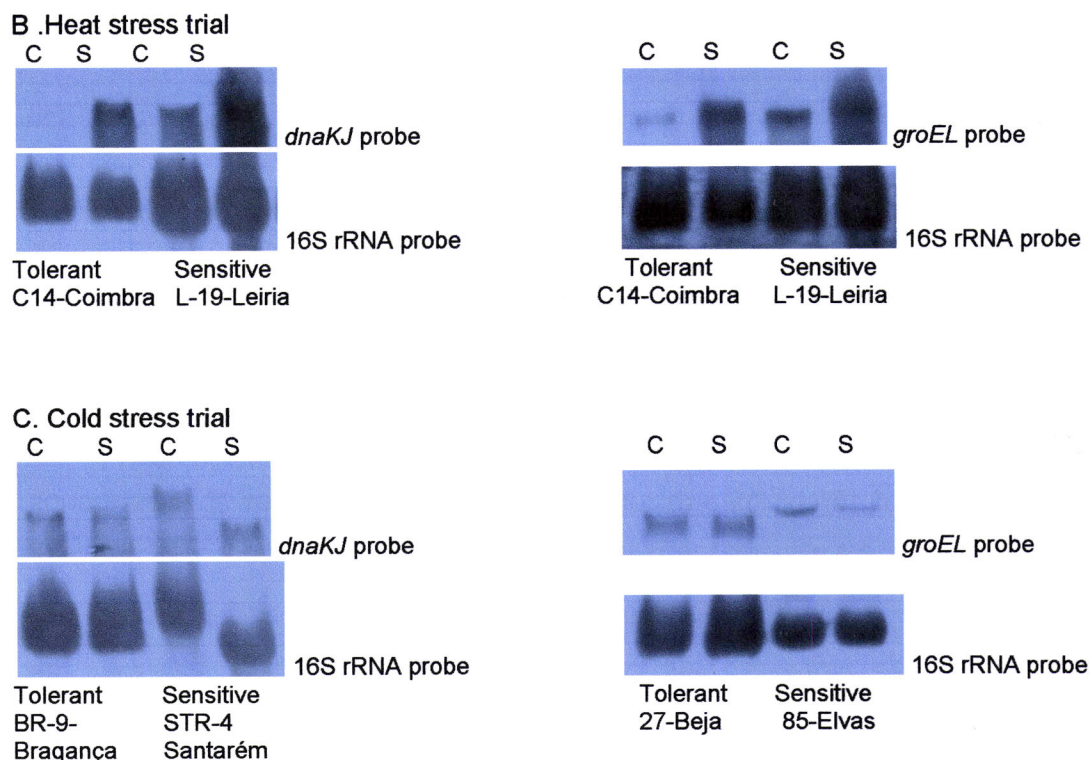 B .Heat stress trial
C S C S
dnaKJ probe
16S rRNA probe
Tolerant Sensitive
C14-Coimbra L-19-Leiria
C S C S
groEL probe
16S rRNA probe
Tolerant Sensitive
C14-Coimbra L-19-Leiria
C. Cold stress trial
C S C S
dnaKJ probe
16S rRNA probe
Tolerant Sensitive
BR-9- STR-4
Bragança Santarém
C S C S
groEL probe
16S rRNA probe
Tolerant Sensitive
27-Beja 85-Elvas